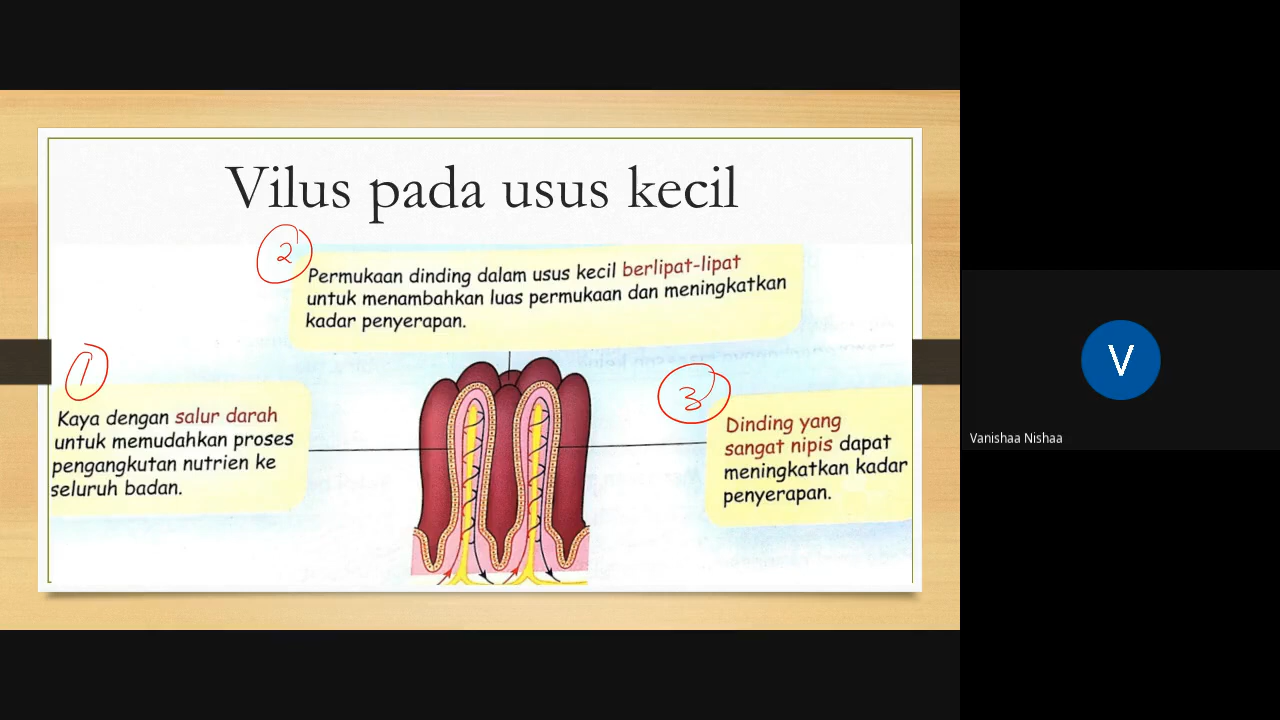 Vilus pada usus kecil
2
Permukaan dinding dalam usus kecil berlipat-lipat
untuk menambahkan luas permukaan dan meningkatkan
kadar penyerapan.
1
Kaya dengan salur darah
untuk memudahkan proses
pengangkutan nutrien ke
seluruh badan.
3
Dinding yang
sangat nipis dapat
meningkatkan kadar
penyerapan.
V
Vanishaa Nishaa